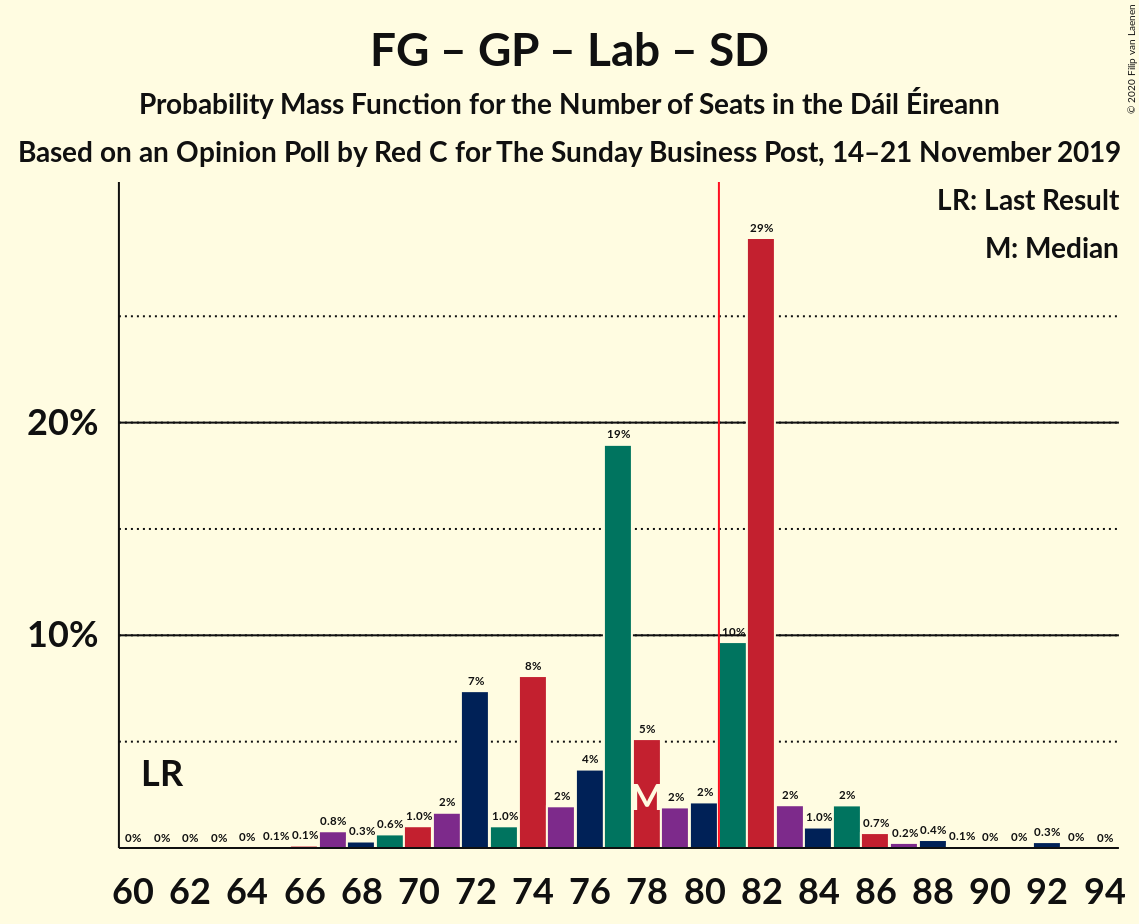 FG – GP – Lab – SD
Probability Mass Function for the Number of Seats in the Dáil Éireann
Based on an Opinion Poll by Red C for The Sunday Business Post, 14–21 November 2019
© 2020 Filip van Laenen
LR: Last Result
M: Median
20%
10%
LR
M
0% 0% 0% 0% 0% 0.1% 0.1% 0.8% 0.3% 0.6% 1.0% 2% 7% 1.0% 8% 2% 4% 19% 5% 2% 2% 10% 29% 2% 1.0% 2% 0.7% 0.2% 0.4% 0.1% 0% 0% 0.3% 0% 0%
60 62 64 66 68 70 72 74 76 78 80 82 84 86 88 90 92 94